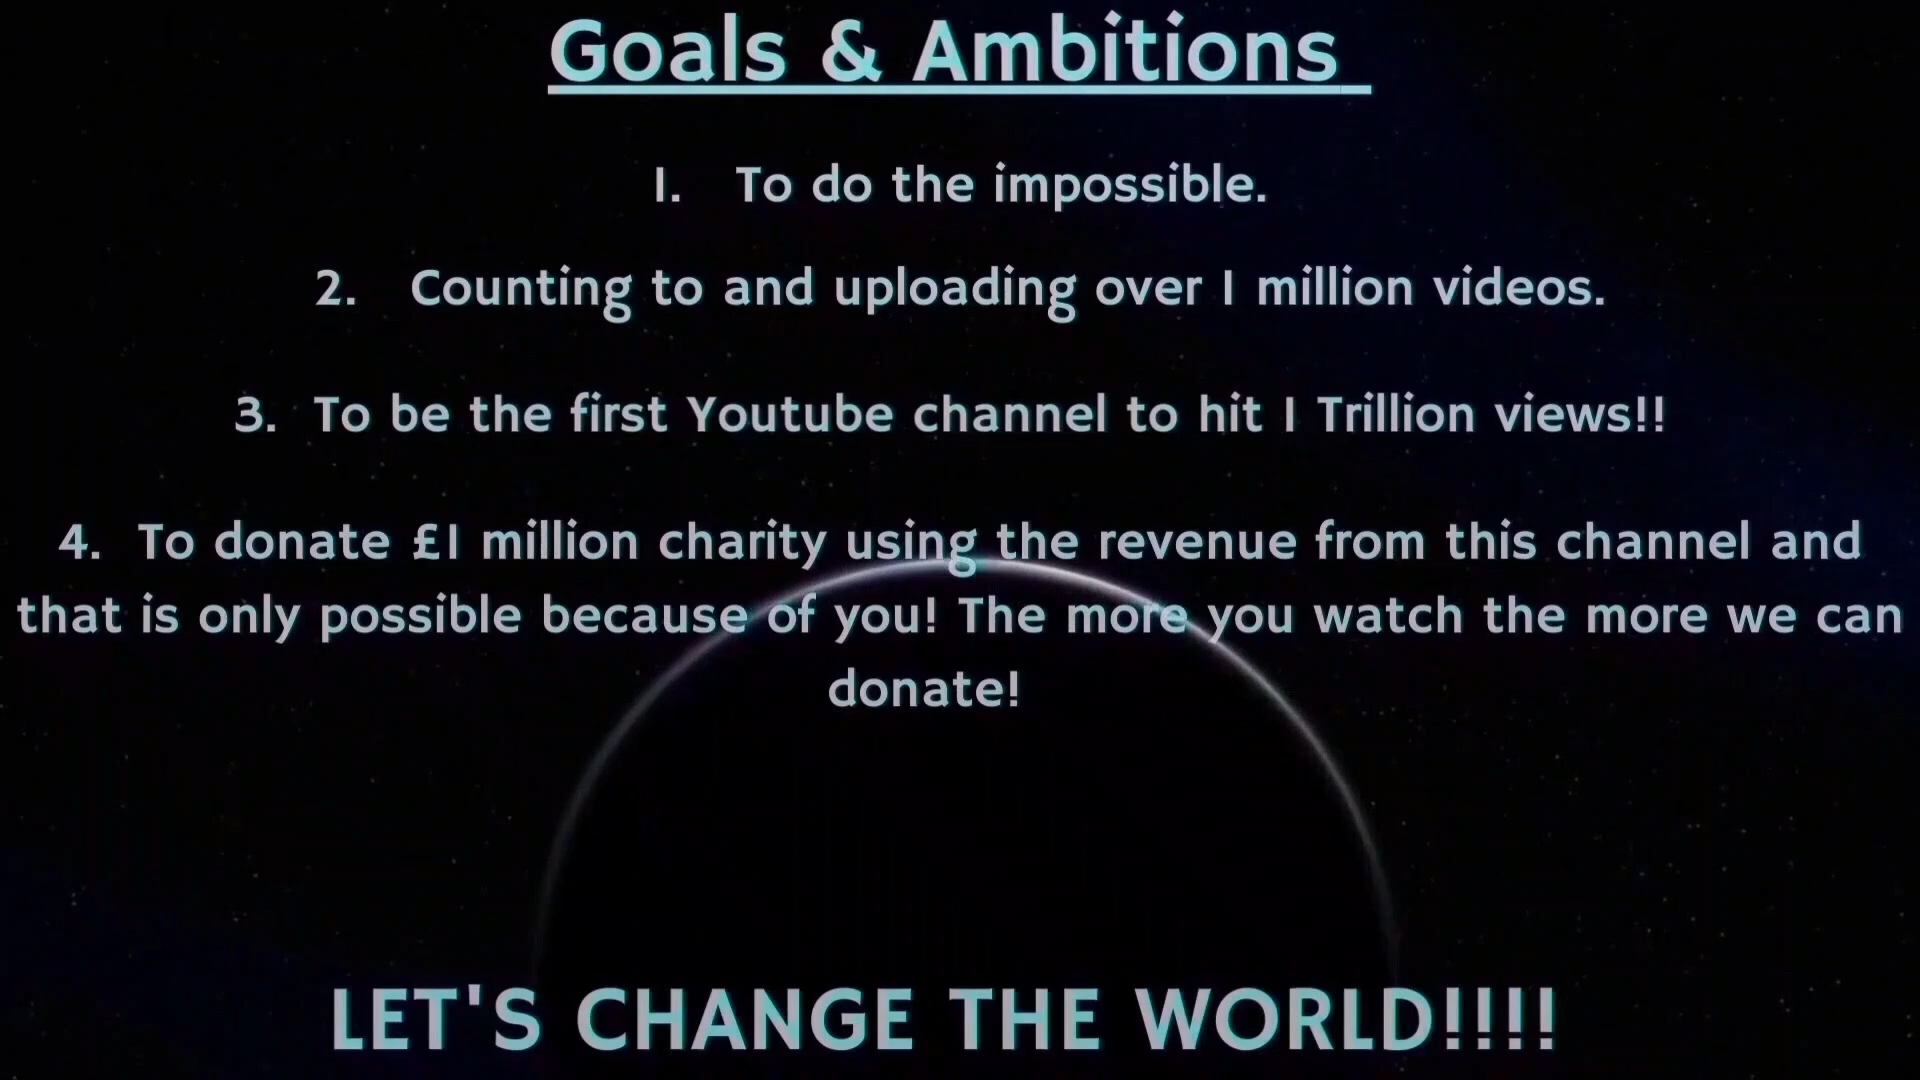 Goals & Ambitions
1. To do the impossible.
2. Counting to and uploading over 1 million videos.
3. To be the first Youtube channel to hit 1 Trillion views!!
4. To donate £1 million charity using the revenue from this channel and
that is only possible because of you! The more you watch the more we can
donate!
LET'S CHANGE THE WORLD!!!!